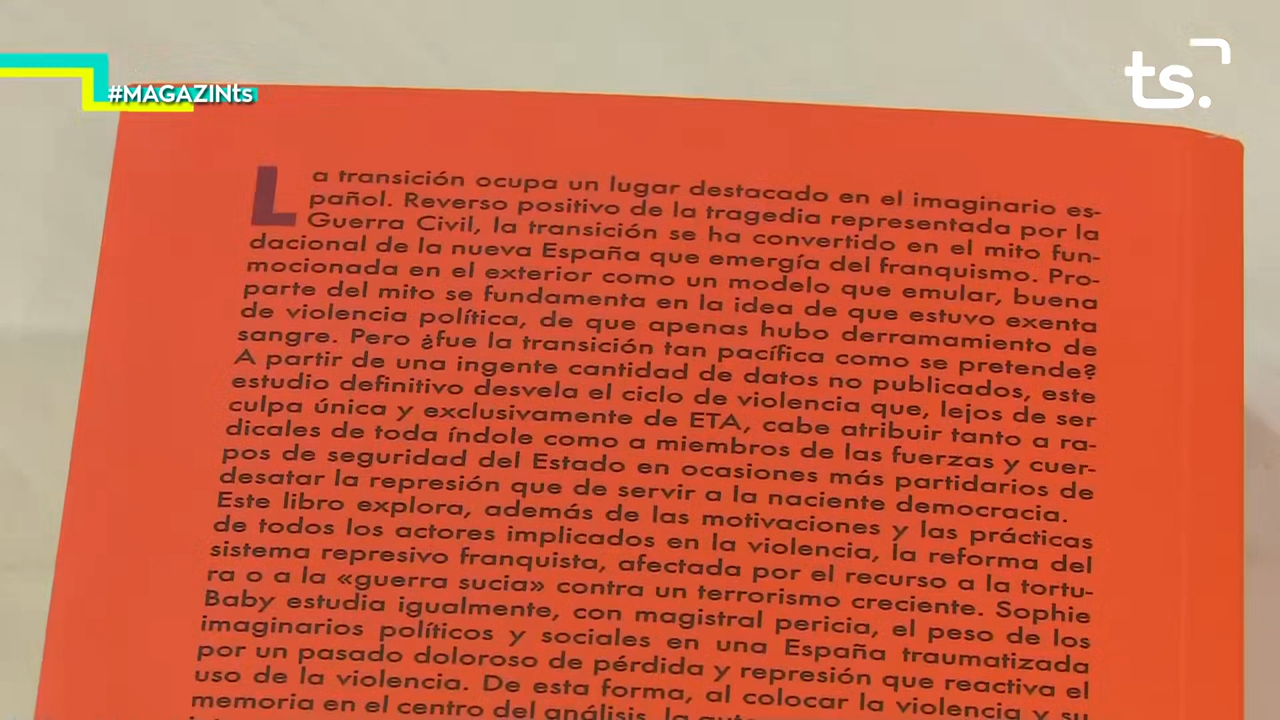 #MAGAZINts
ts.
La transición ocupa un lugar destacado en el imaginario es-
pañol. Reverso positivo de la tragedia representada por la
Guerra Civil, la transición se ha convertido en el mito fun-
dacional de la nueva España que emergía del franquismo. Pro-
mocionada en el exterior como un modelo que emular, buena
parte del mito se fundamenta en la idea de que estuvo exenta
de violencia política, de que apenas hubo derramamiento de
sangre. Pero ¿fue la transición tan pacífica como se pretende?
A partir de una ingente cantidad de datos no publicados, este
estudio definitivo desvela el ciclo de violencia que, lejos de ser
culpa única y exclusivamente de ETA, cabe atribuir tanto a ra-
dicales de toda índole como a miembros de las fuerzas y cuer-
pos de seguridad del Estado en ocasiones más partidarios de
desatar la represión que de servir a la naciente democracia.
Este libro explora, además de las motivaciones y las prácticas
de todos los actores implicados en la violencia, la reforma del
sistema represivo franquista, afectada por el recurso a la tortu-
ra o a la «guerra sucia» contra un terrorismo creciente. Sophie
Baby estudia igualmente, con magistral pericia, el peso de los
imaginarios políticos y sociales en una España traumatizada
por un pasado doloroso de pérdida y represión que reactiva el
uso de la violencia. De esta forma, al colocar la violencia y su
memoria en el centro del análisis, la